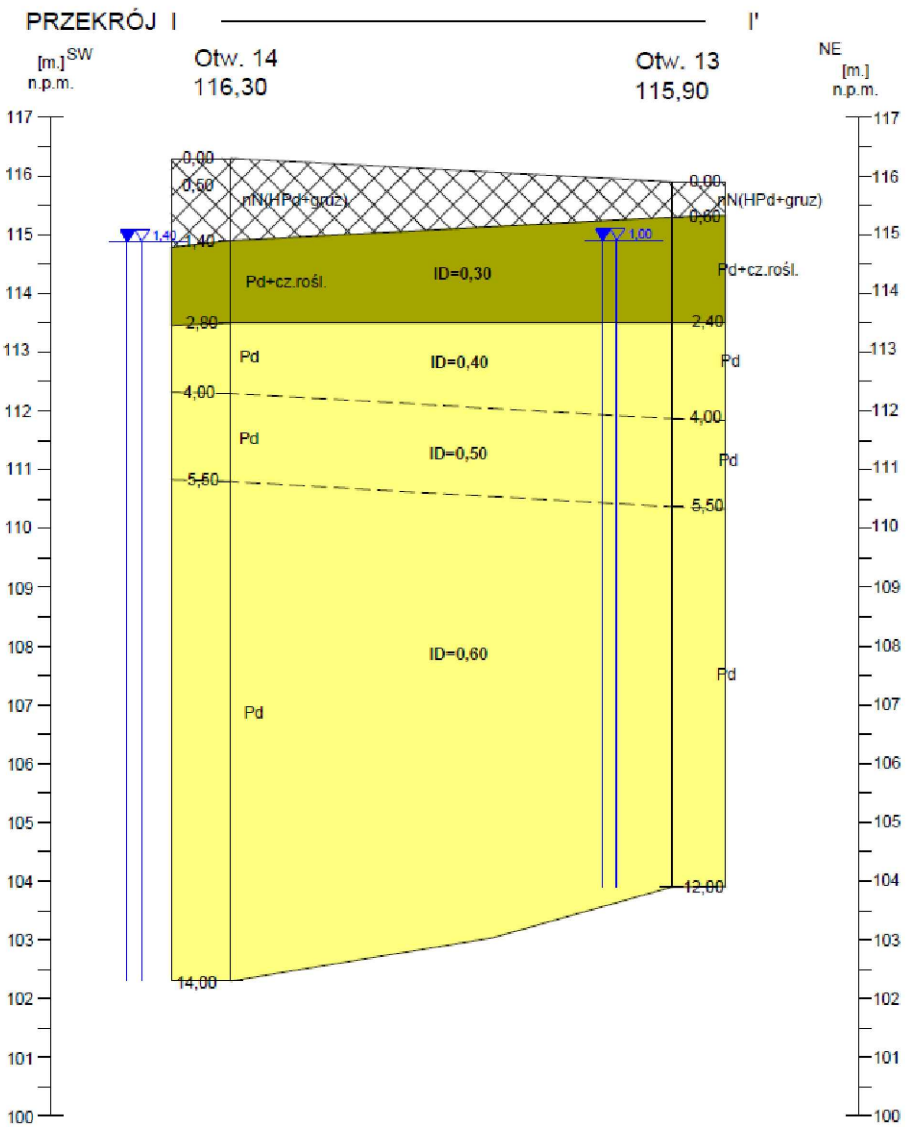 PRZEKRÓJ I I'
[m.] SW
n.p.m.
Otw. 14
116,30
Otw. 13
115,90
NE
[m]
n.p.m.
117 117
116 116
115 115
114 114
113 113
112 112
111 111
110 110
109 109
108 108
107 107
106 106
105 105
104 104
103 103
102 102
101 101
100 100
0,00
0,50
nN(HPd+gruz)
1,40
1,40
Pd+cz.rośl.
2,80
Pd
4,00
Pd
Pd
14,00
ID=0,30
ID=0,40
ID=0,50
ID=0,60
0,00
nN(HPd+gruz)
0,60
1,00
Pd+cz.rośl.
2,40
Pd
4,00
Pd
5,50
Pd
12,00